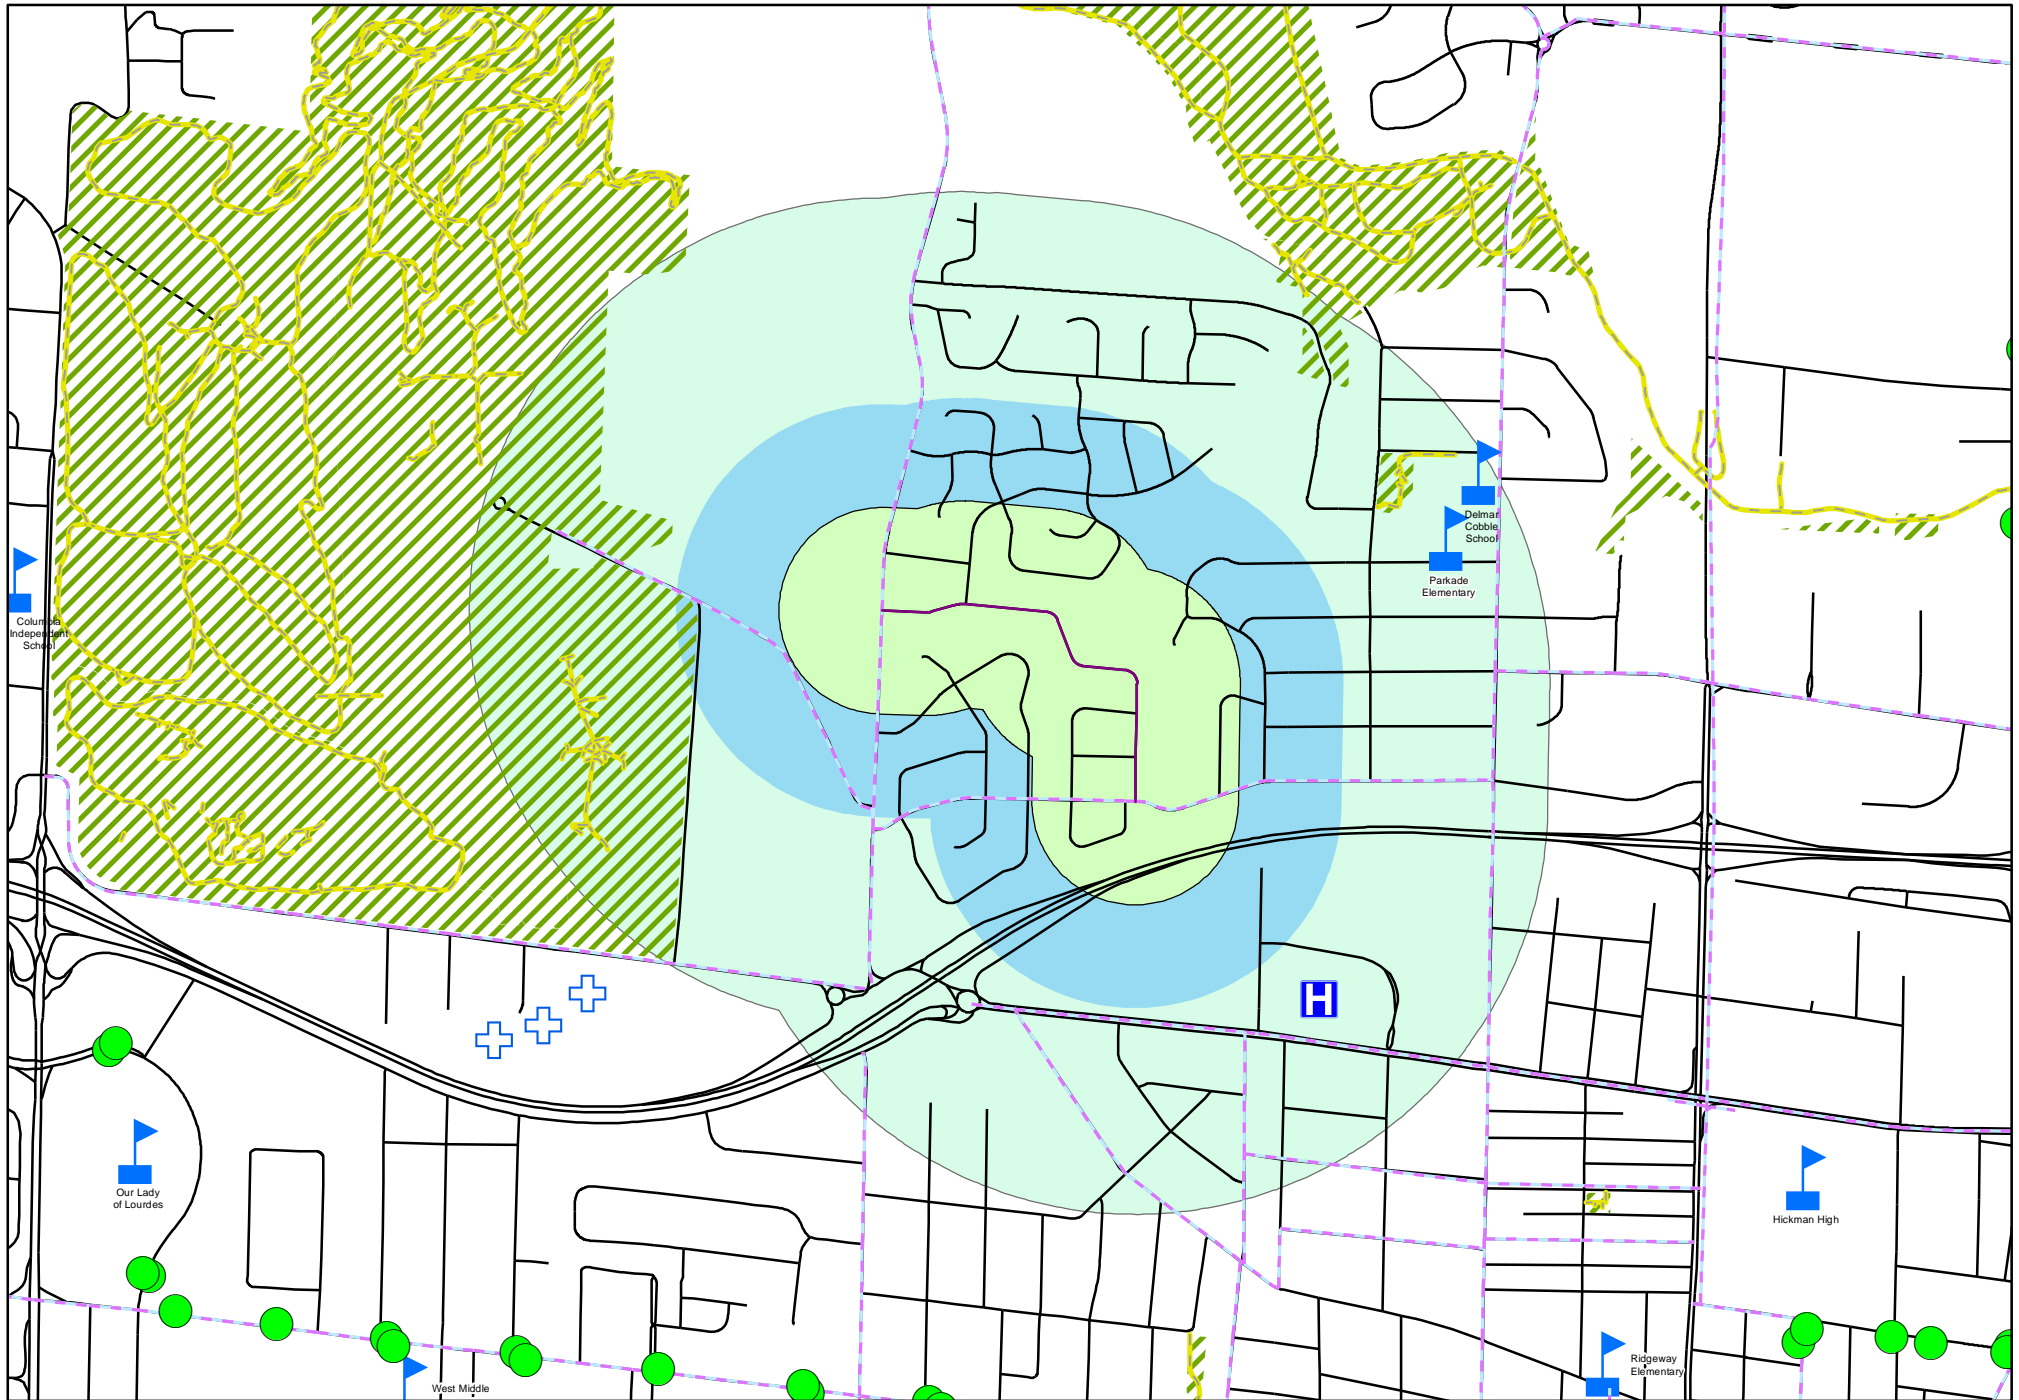 Delmar
Cobble
School
Parkade
Elementary
Columbia
Independent
School
H
Our Lady
of Lourdes
Hickman High
Ridgeway
Elementary
West Middle